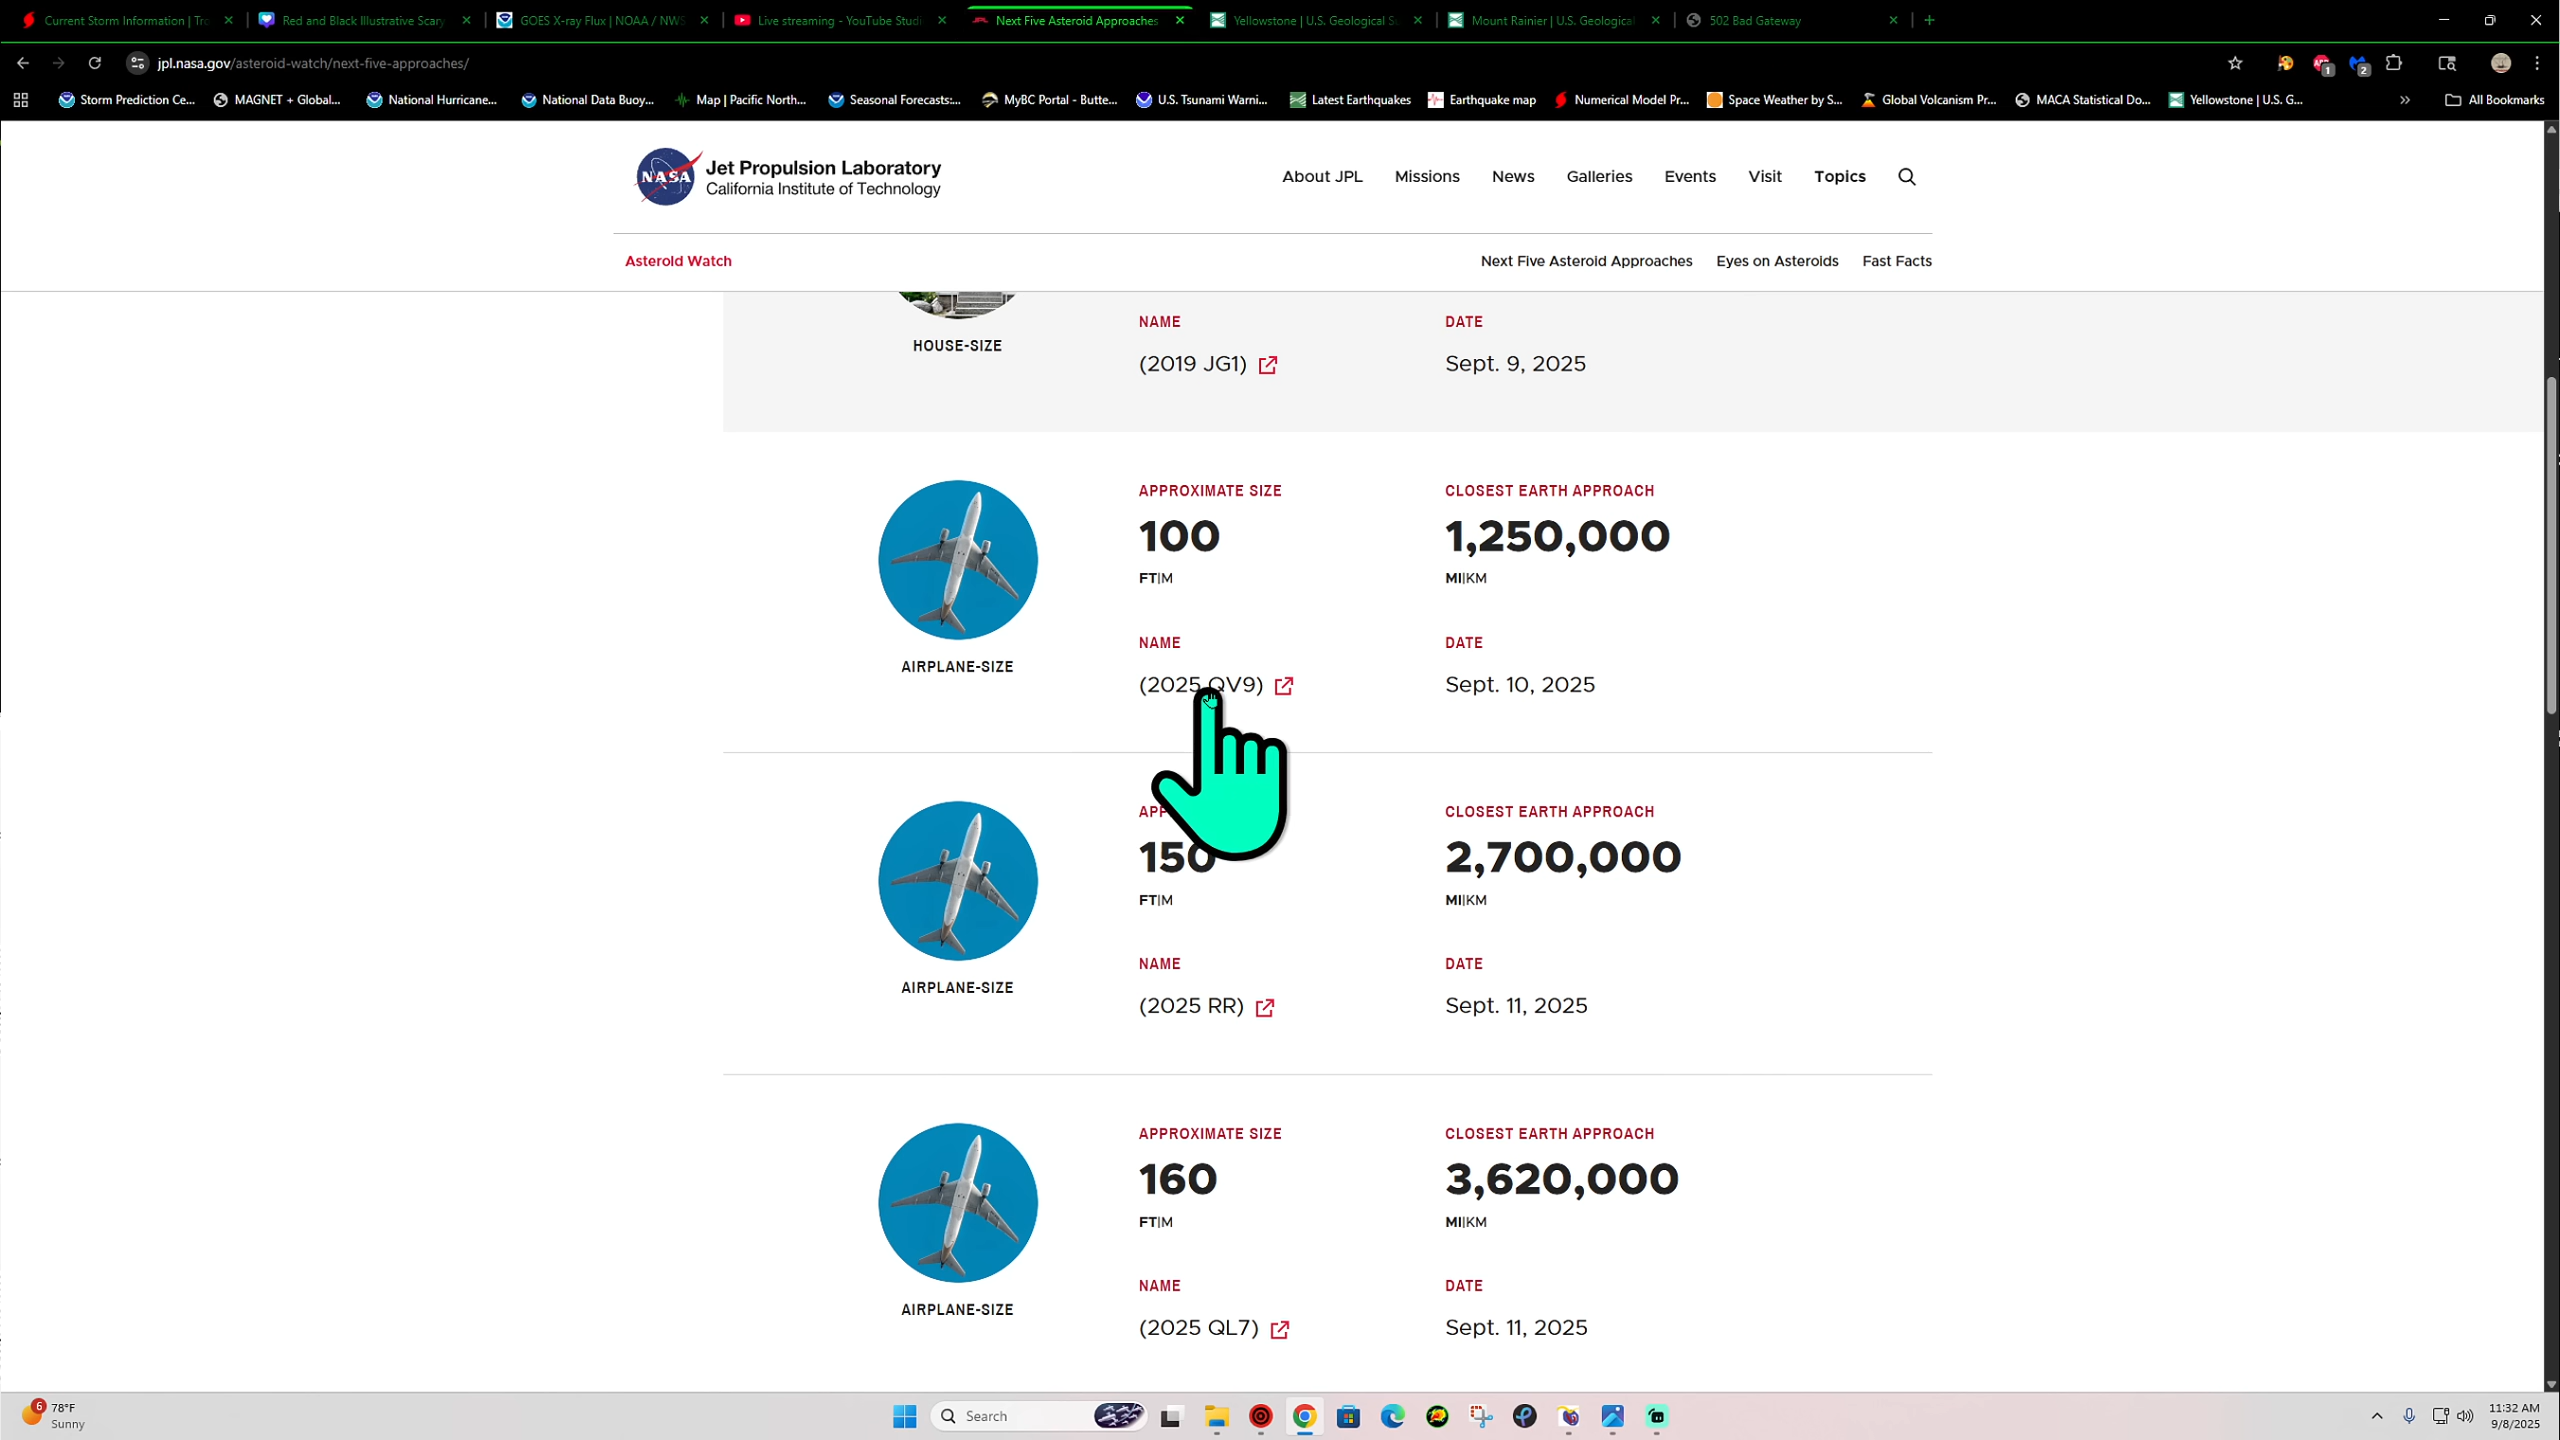 Current Storm Information | Tro
Red and Black Illustrative Scary
GOES X-ray Flux | NOAA / NWS
Live streaming - YouTube Studi
Next Five Asteroid Approaches
Yellowstone | U.S. Geological Su
Mount Rainier | U.S. Geological
502 Bad Gateway
jpl.nasa.gov/asteroid-watch/next-five-approaches/
1
2
Storm Prediction Ce...
MAGNET + Global...
National Hurricane...
National Data Buoy...
Map | Pacific North...
Seasonal Forecasts:...
MyBC Portal - Butte...
U.S. Tsunami Warni...
Latest Earthquakes
Earthquake map
Numerical Model Pr...
Space Weather by S...
Global Volcanism Pr...
MACA Statistical Do...
Yellowstone | U.S. G...
All Bookmarks
NASA
Jet Propulsion Laboratory
California Institute of Technology
About JPL
Missions
News
Galleries
Events
Visit
Topics
Asteroid Watch
Next Five Asteroid Approaches
Eyes on Asteroids
Fast Facts
HOUSE-SIZE
NAME
DATE
(2019 JG1)
Sept. 9, 2025
AIRPLANE-SIZE
APPROXIMATE SIZE
CLOSEST EARTH APPROACH
100
1,250,000
FT|M
MI|KM
NAME
DATE
(2025 QV9)
Sept. 10, 2025
AIRPLANE-SIZE
CLOSEST EARTH APPROACH
150
2,700,000
FT|M
MI|KM
NAME
DATE
(2025 RR)
Sept. 11, 2025
AIRPLANE-SIZE
APPROXIMATE SIZE
CLOSEST EARTH APPROACH
160
3,620,000
FT|M
MI|KM
NAME
DATE
(2025 QL7)
Sept. 11, 2025
6
78°F
Sunny
Search
11:32 AM
9/8/2025